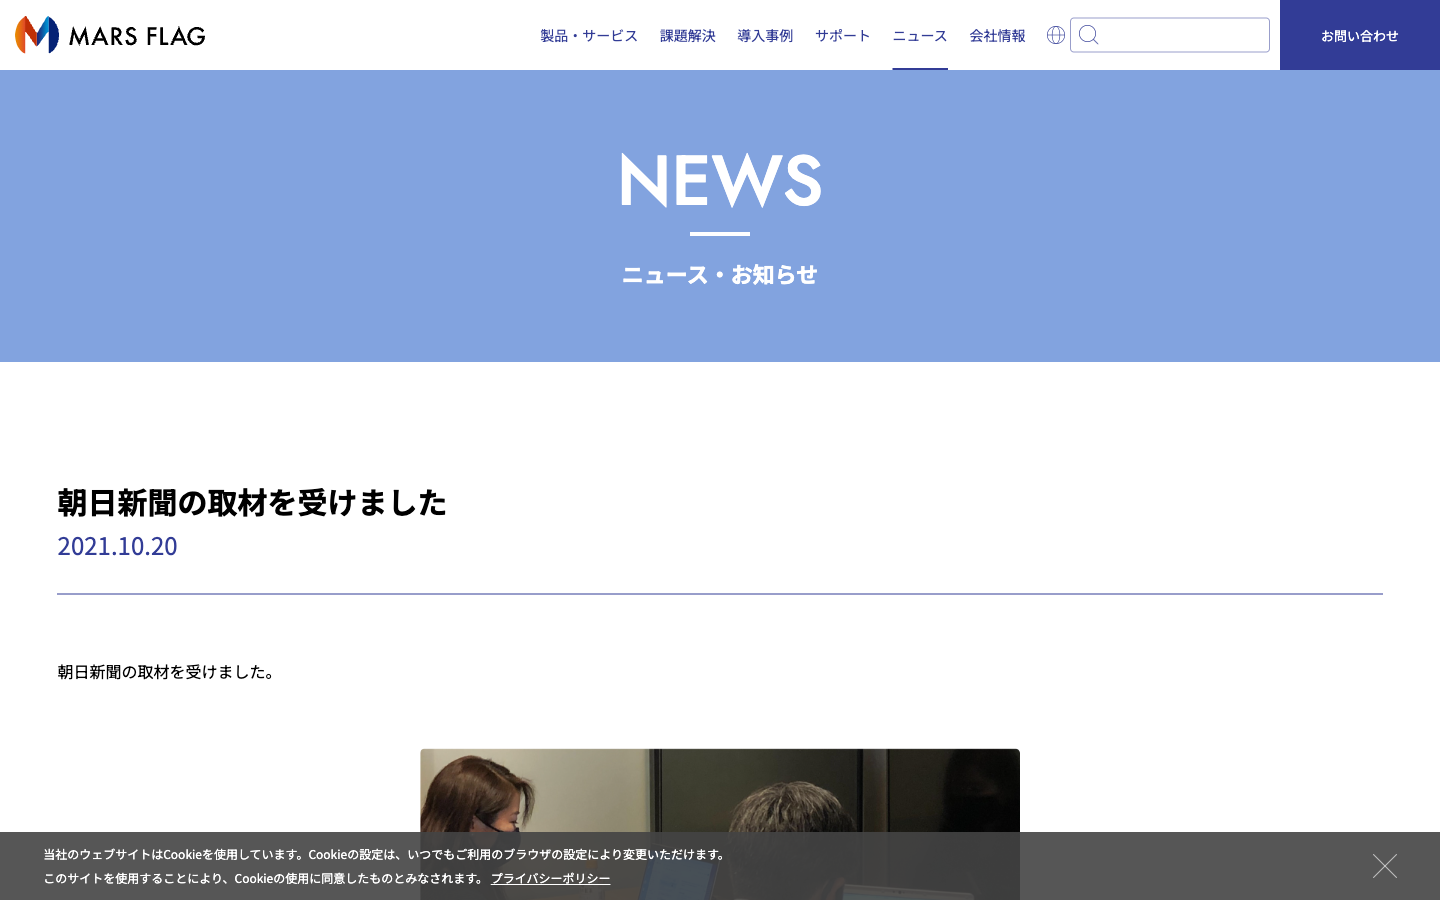 MARS FLAG
製品・サービス 課題解決 導入事例 サポート ニュース 会社情報
お問い合わせ
NEWS
ニュース・お知らせ
朝日新聞の取材を受けました
2021.10.20
朝日新聞の取材を受けました。
当社のウェブサイトはCookieを使用しています。Cookieの設定は、いつでもご利用のブラウザの設定により変更いただけます。
このサイトを使用することにより、Cookieの使用に同意したものとみなされます。 プライバシーポリシー